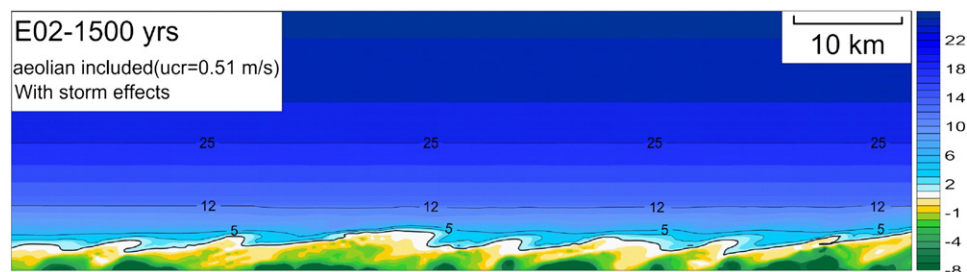 E02-1500 yrs
aeolian included(ucr=0.51 m/s)
With storm effects
10 km
25 25 25 25
12 12 12 12
5 5 5 5
22
18
14
10
6
2
-1
-4
-8